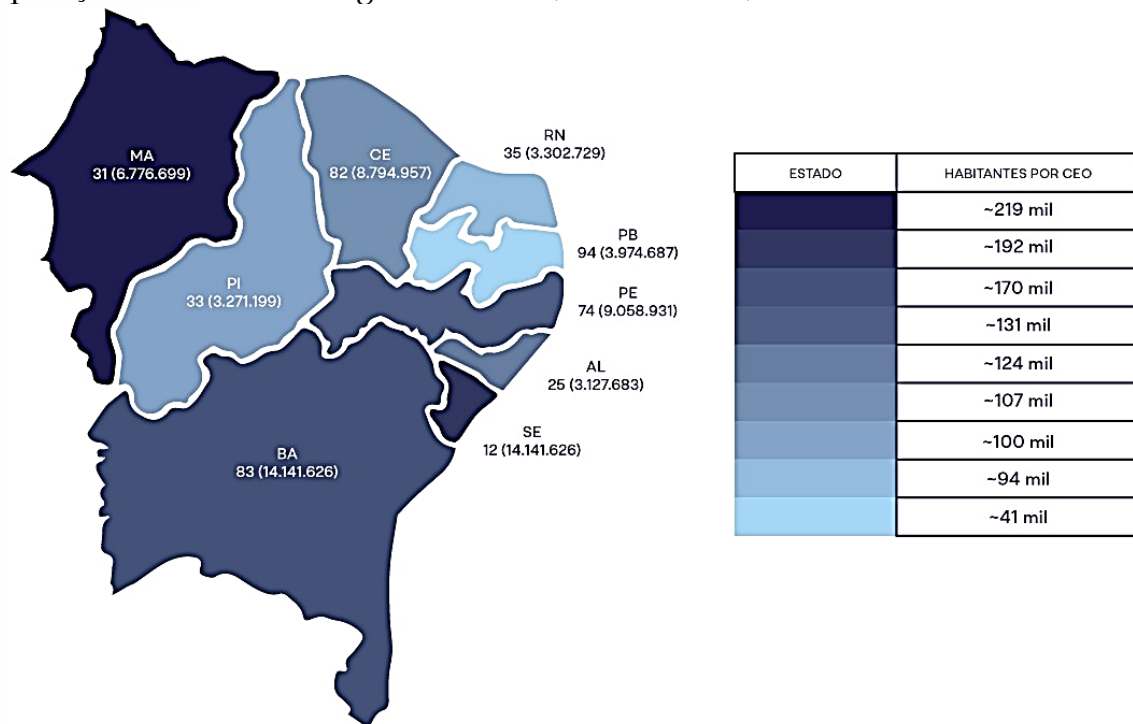 MA
31 (6.776.699)
CE
82 (8.794.957)
RN
35 (3.302.729)
PB
94 (3.974.687)
PI
33 (3.271.199)
PE
74 (9.058.931)
AL
25 (3.127.683)
SE
12 (14.141.626)
BA
83 (14.141.626)
ESTADO HABITANTES POR CEO
~219 mil
~192 mil
~170 mil
~131 mil
~124 mil
~107 mil
~100 mil
~94 mil
~41 mil